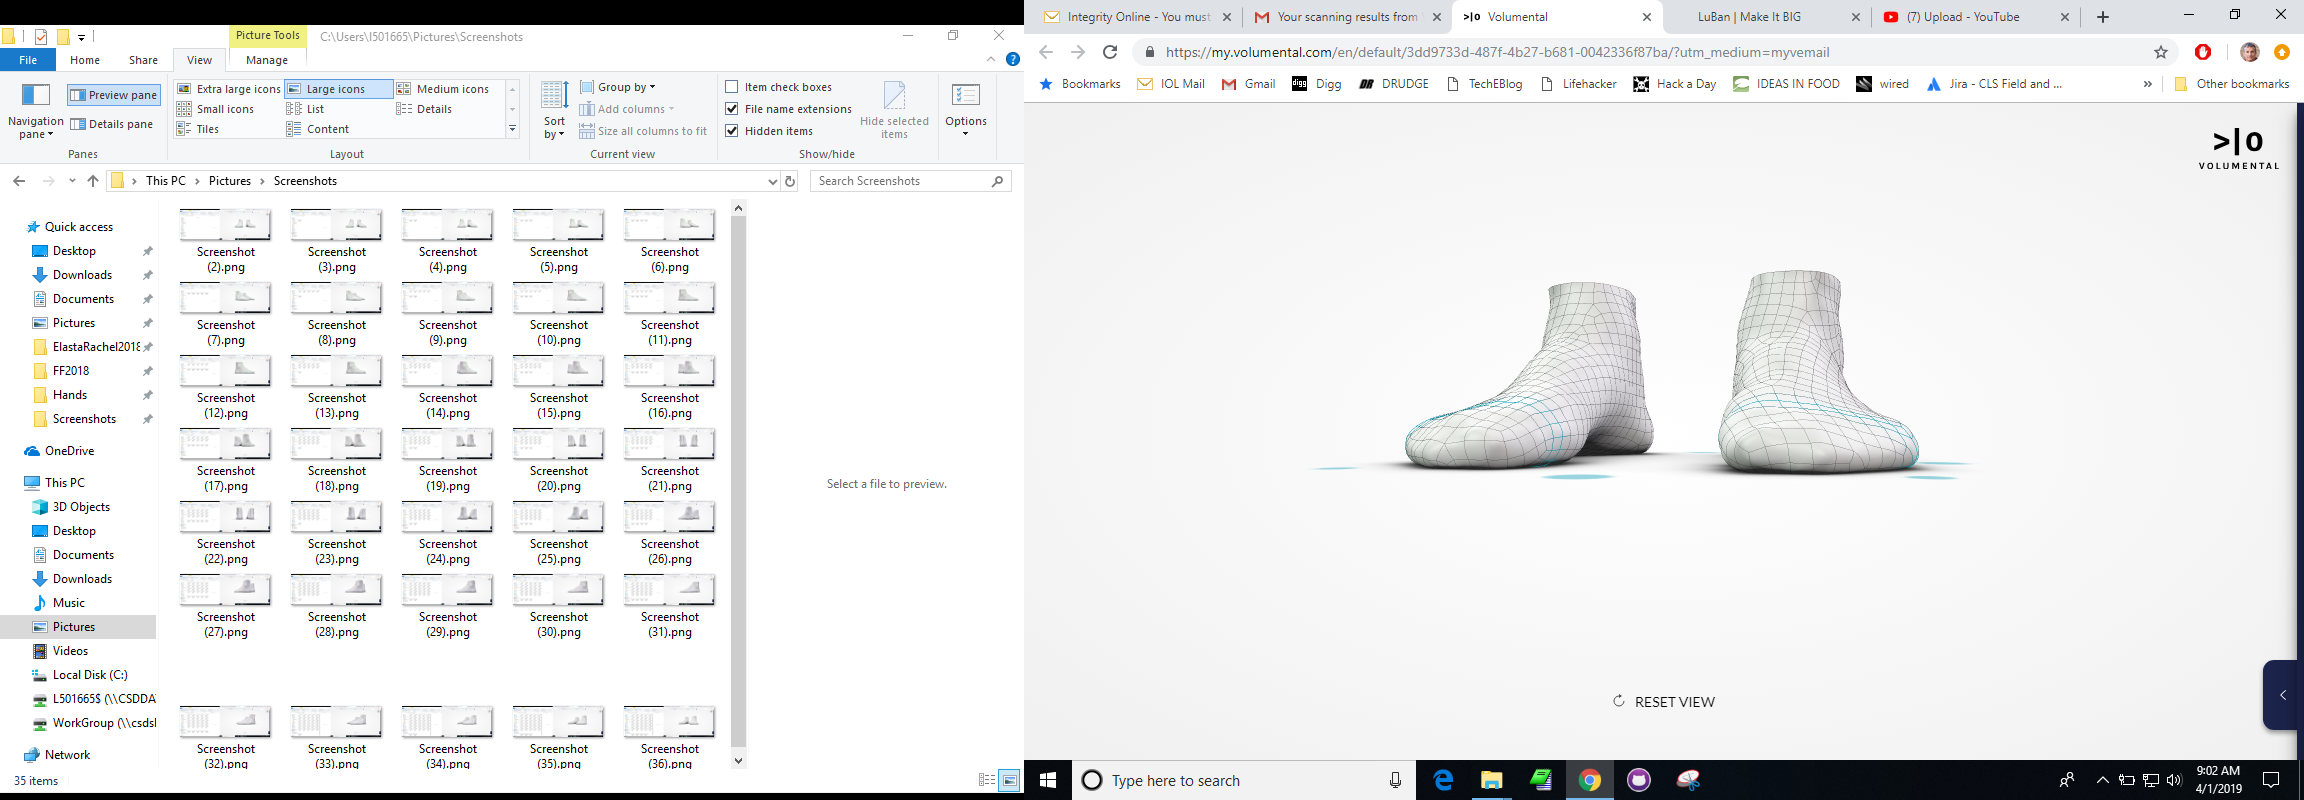 Picture Tools
C:\Users\I501665\Pictures\Screenshots
File
Home
Share
View
Manage
Preview pane
Details pane
Navigation
pane
Panes
Extra large icons
Large icons
Medium icons
Small icons
List
Details
Tiles
Content
Layout
Sort
by
Group by
Add columns
Size all columns to fit
Current view
Item check boxes
File name extensions
Hidden items
Hide selected
items
Show/hide
Options
This PC
Pictures
Screenshots
Search Screenshots
Quick access
Desktop
Downloads
Documents
Pictures
ElastaRachel2018
FF2018
Hands
Screenshots
OneDrive
This PC
3D Objects
Desktop
Documents
Downloads
Music
Pictures
Videos
Local Disk (C:)
L501665$ (\\CSDDA
WorkGroup (\\csdsl
Network
35 items
Screenshot
(2).png
Screenshot
(3).png
Screenshot
(4).png
Screenshot
(5).png
Screenshot
(6).png
Screenshot
(7).png
Screenshot
(8).png
Screenshot
(9).png
Screenshot
(10).png
Screenshot
(11).png
Screenshot
(12).png
Screenshot
(13).png
Screenshot
(14).png
Screenshot
(15).png
Screenshot
(16).png
Screenshot
(17).png
Screenshot
(18).png
Screenshot
(19).png
Screenshot
(20).png
Screenshot
(21).png
Screenshot
(22).png
Screenshot
(23).png
Screenshot
(24).png
Screenshot
(25).png
Screenshot
(26).png
Screenshot
(27).png
Screenshot
(28).png
Screenshot
(29).png
Screenshot
(30).png
Screenshot
(31).png
Screenshot
(32).png
Screenshot
(33).png
Screenshot
(34).png
Screenshot
(35).png
Screenshot
(36).png
Select a file to preview.
Integrity Online - You must
Your scanning results from
>|o Volumental
LuBan | Make It BIG
(7) Upload - YouTube
https://my.volumental.com/en/default/3dd9733d-487f-4b27-b681-0042336f87ba/?utm_medium=myvemail
Bookmarks
IOL Mail
Gmail
digg Digg
DRUDGE
TechEBlog
Lifehacker
Hack a Day
IDEAS IN FOOD
wired
Jira - CLS Field and ...
»
Other bookmarks
>|o
VOLUMENTAL
RESET VIEW
Type here to search
9:02 AM
4/1/2019